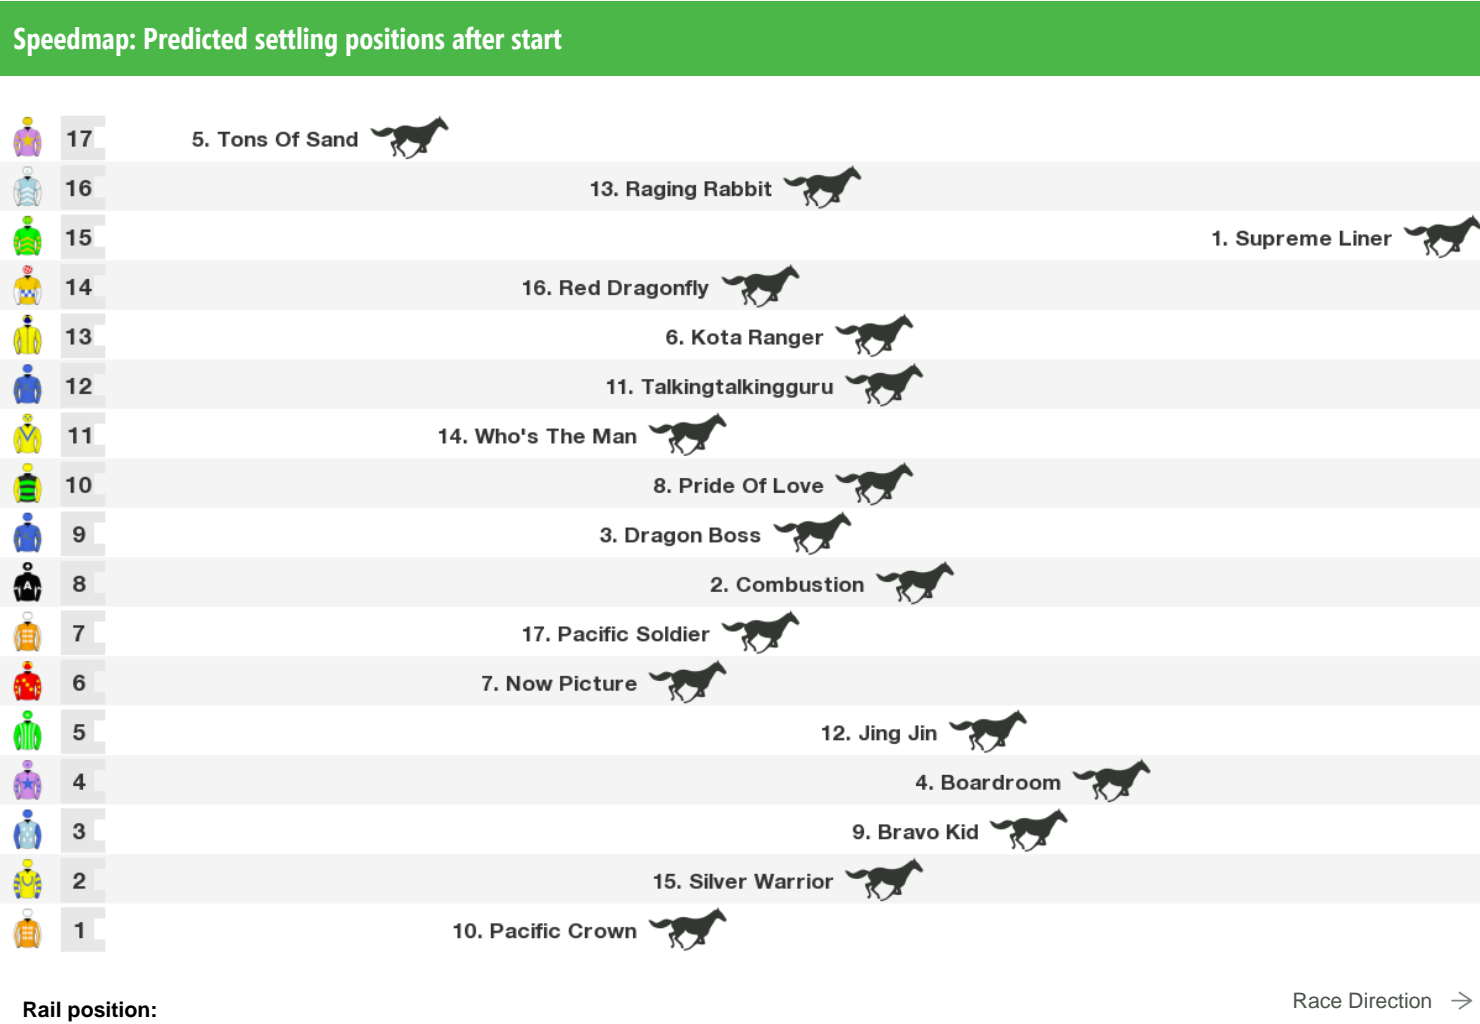 Speedmap: Predicted settling positions after start
17 5. Tons Of Sand
16 13. Raging Rabbit
15 1. Supreme Liner
14 16. Red Dragonfly
13 6. Kota Ranger
12 11. Talkingtalkingguru
11 14. Who's The Man
10 8. Pride Of Love
9 3. Dragon Boss
A 8 2. Combustion
7 17. Pacific Soldier
6 7. Now Picture
5 12. Jing Jin
4 4. Boardroom
3 9. Bravo Kid
2 15. Silver Warrior
1 10. Pacific Crown
Race Direction
Rail position: